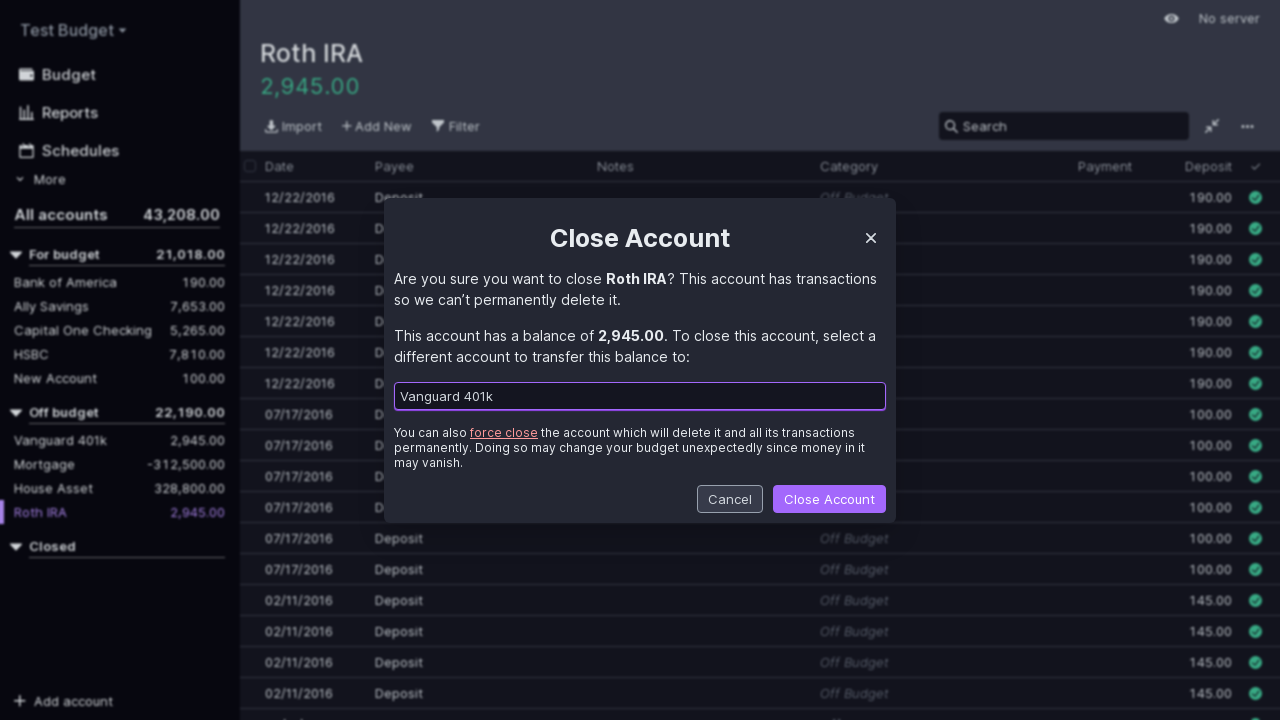 Test Budget
Budget
Reports
Schedules
More
All accounts 43,208.00
For budget 21,018.00
Bank of America 190.00
Ally Savings 7,653.00
Capital One Checking 5,265.00
HSBC 7,810.00
New Account 100.00
Off budget 22,190.00
Vanguard 401k 2,945.00
Mortgage -312,500.00
House Asset 328,800.00
Roth IRA 2,945.00
Closed
Add account
No server
Roth IRA
2,945.00
Import Add New Filter Search
Date Payee Notes Category Payment Deposit
12/22/2016 Deposit Off Budget 190.00
12/22/2016 190.00
12/22/2016 190.00
12/22/2016 190.00
12/22/2016 190.00
12/22/2016 190.00
12/22/2016 190.00
07/17/2016 100.00
07/17/2016 100.00
07/17/2016 100.00
07/17/2016 100.00
07/17/2016 Deposit Off Budget 100.00
07/17/2016 Deposit Off Budget 100.00
02/11/2016 Deposit Off Budget 145.00
02/11/2016 Deposit Off Budget 145.00
02/11/2016 Deposit Off Budget 145.00
02/11/2016 Deposit Off Budget 145.00
Close Account
Are you sure you want to close Roth IRA? This account has transactions
so we can’t permanently delete it.
This account has a balance of 2,945.00. To close this account, select a
different account to transfer this balance to:
Vanguard 401k
You can also force close the account which will delete it and all its transactions
permanently. Doing so may change your budget unexpectedly since money in it
may vanish.
Cancel Close Account